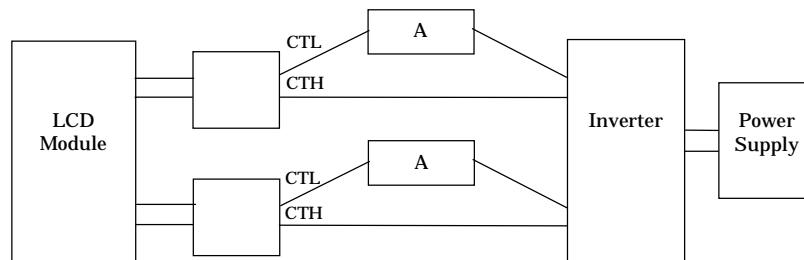 CTL
A
CTH
LCD
Module
Inverter
Power
Supply
CTL
A
CTH